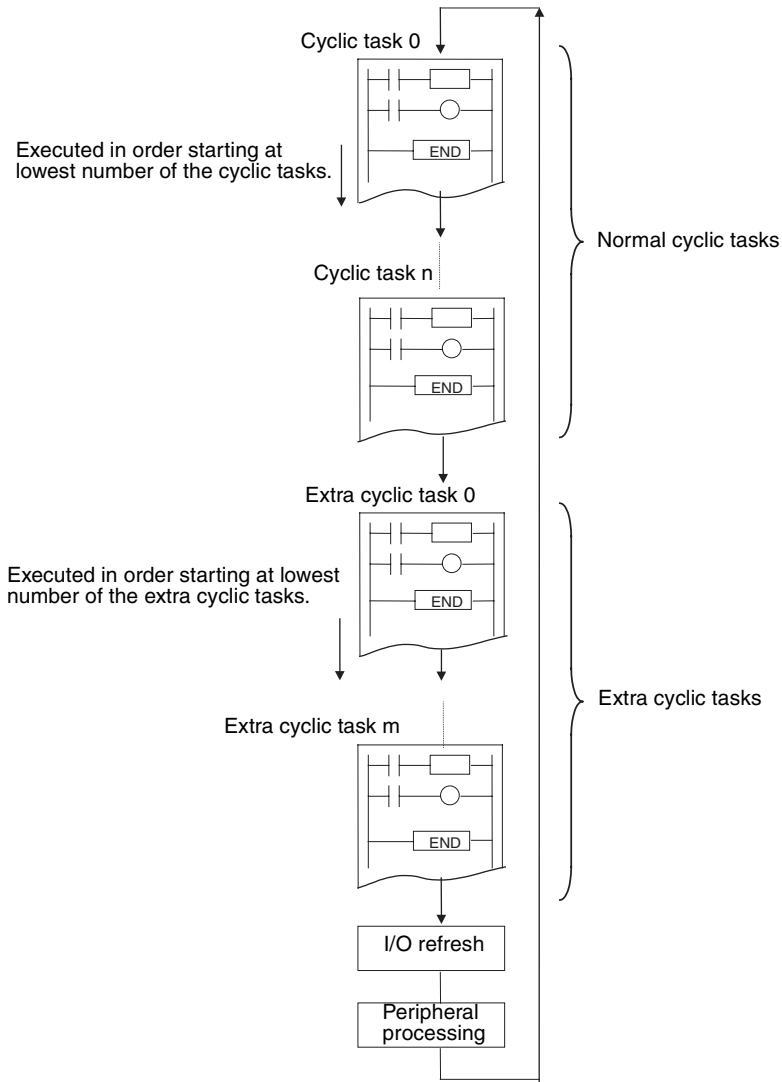 Cyclic task 0
END
Executed in order starting at
lowest number of the cyclic tasks.
Normal cyclic tasks
Cyclic task n
END
Extra cyclic task 0
Executed in order starting at lowest
number of the extra cyclic tasks.
END
Extra cyclic tasks
Extra cyclic task m
END
I/O refresh
Peripheral
processing